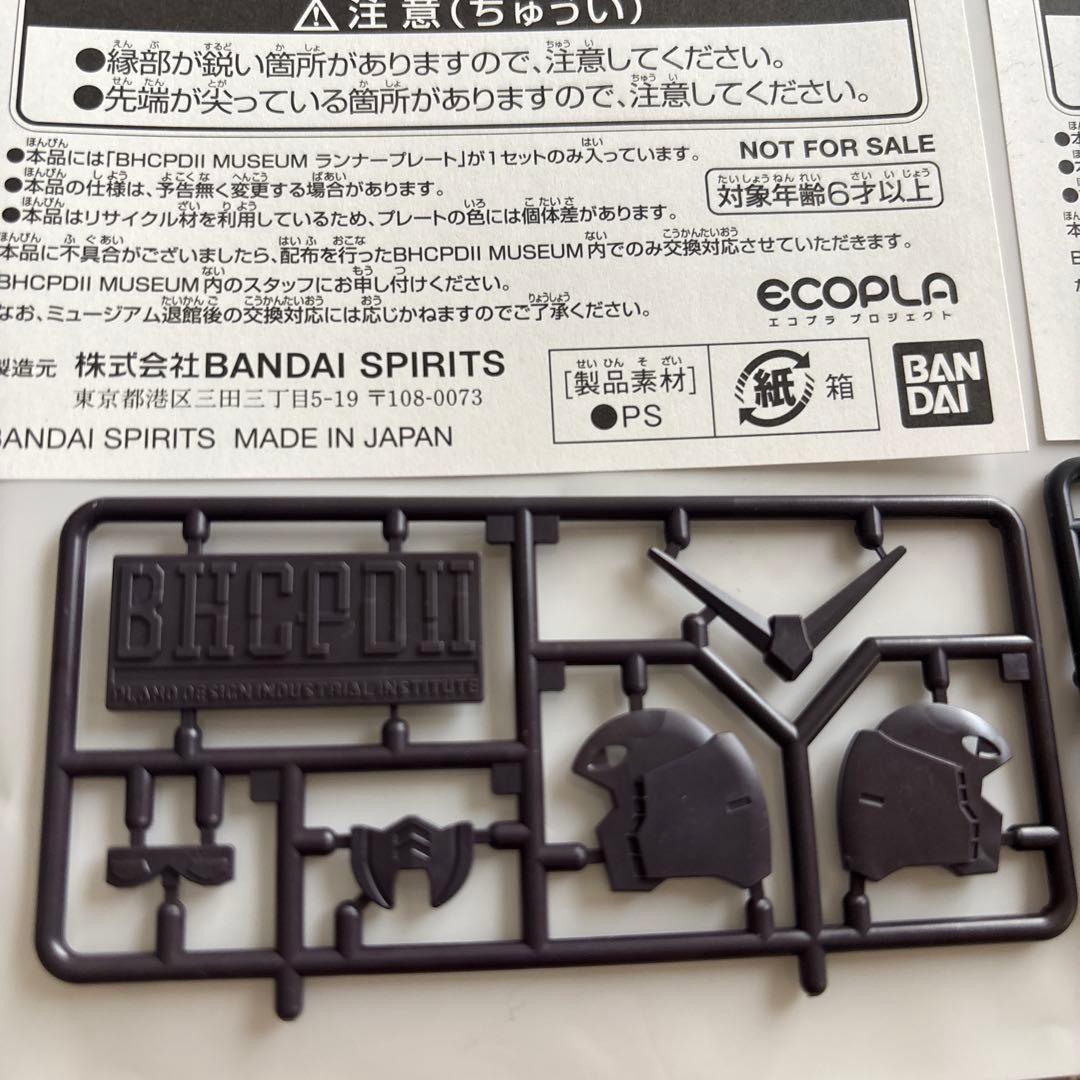 ⚠注意(ちゅうい)
●縁部が鋭い箇所がありますので、注意してください。
●先端が尖っている箇所がありますので、注意してください。
●本品には「BHCPDII MUSEUM ランナープレート」が1セットのみ入っています。
●本品の仕様は、予告無く変更する場合があります。
●本品はリサイクル材を利用しているため、プレートの色には個体差があります。
本品に不具合がございましたら、配布を行ったBHCPDII MUSEUM内でのみ交換対応させていただきます。
BHCPDII MUSEUM内のスタッフにお申し付けください。
なお、ミュージアム退館後の交換対応には応じかねますのでご了承ください。
NOT FOR SALE
対象年齢6才以上
ECOPLA
エコプラ プロジェクト
製造元 株式会社BANDAI SPIRITS
東京都港区三田三丁目5-19 〒108-0073
BANDAI SPIRITS MADE IN JAPAN
[製品素材]
●PS
紙 箱
BAN
DAI
BHCPDII
PLAMO DESIGN INDUSTRIAL INSTITUTE